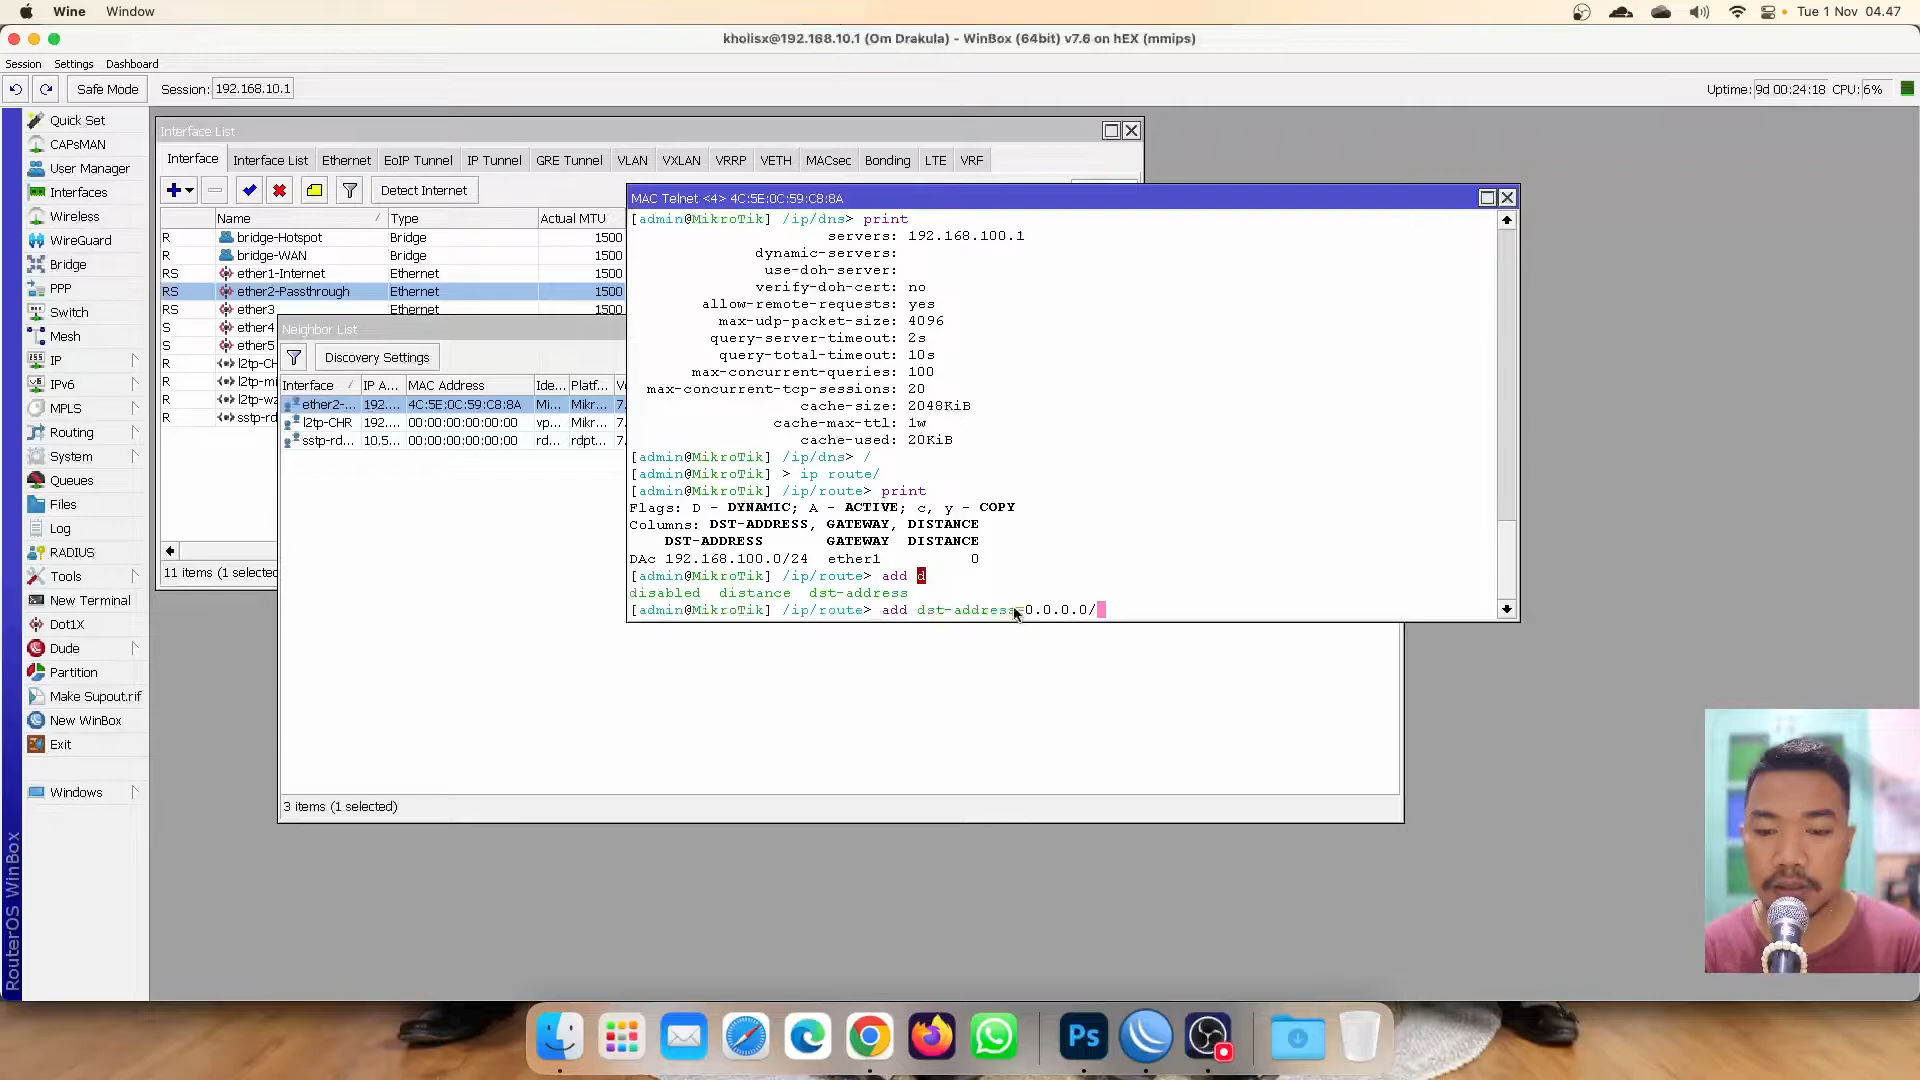 Wine Window
Tue 1 Nov 04.47
kholisx@192.168.10.1 (Om Drakula) - WinBox (64bit) v7.6 on hEX (mmips)
Session Settings Dashboard
Safe Mode Session: 192.168.10.1
Uptime: 9d 00:24:18 CPU: 6%
Quick Set
CAPsMAN
User Manager
Interfaces
Wireless
WireGuard
Bridge
PPP
Switch
Mesh
IP
IPv6
MPLS
Routing
System
Queues
Files
Log
RADIUS
Tools
New Terminal
Dot1X
Dude
Partition
Make Supout.rif
New WinBox
Exit
Windows
RouterOS WinBox
Interface List
Interface Interface List Ethernet EoIP Tunnel IP Tunnel GRE Tunnel VLAN VXLAN VRRP VETH MACsec Bonding LTE VRF
Detect Internet
Name Type Actual MTU
R bridge-Hotspot Bridge 1500
R bridge-WAN Bridge 1500
RS ether1-Internet Ethernet 1500
RS ether2-Passthrough Ethernet 1500
RS ether3 Ethernet 1500
S ether4
S ether5
R l2tp-CH
R l2tp-mi
R l2tp-wz
R sstp-rd
11 items (1 selected
Neighbor List
Discovery Settings
Interface IP A... MAC Address Ide... Platf...
ether2-... 192.... 4C:5E:0C:59:C8:8A Mi... Mikr... 7.
l2tp-CHR 192.... 00:00:00:00:00:00 vp... Mikr... 7.
sstp-rd... 10.5... 00:00:00:00:00:00 rd... rdpt... 7.
3 items (1 selected)
MAC Telnet <4> 4C:5E:0C:59:C8:8A
[admin@MikroTik] /ip/dns> print
servers: 192.168.100.1
dynamic-servers:
use-doh-server:
verify-doh-cert: no
allow-remote-requests: yes
max-udp-packet-size: 4096
query-server-timeout: 2s
query-total-timeout: 10s
max-concurrent-queries: 100
max-concurrent-tcp-sessions: 20
cache-size: 2048KiB
cache-max-ttl: 1w
cache-used: 20KiB
[admin@MikroTik] /ip/dns> /
[admin@MikroTik] > ip route/
[admin@MikroTik] /ip/route> print
Flags: D - DYNAMIC; A - ACTIVE; c, y - COPY
Columns: DST-ADDRESS, GATEWAY, DISTANCE
DST-ADDRESS GATEWAY DISTANCE
DAc 192.168.100.0/24 ether1 0
[admin@MikroTik] /ip/route> add d
disabled distance dst-address
[admin@MikroTik] /ip/route> add dst-address=0.0.0.0/
Ps